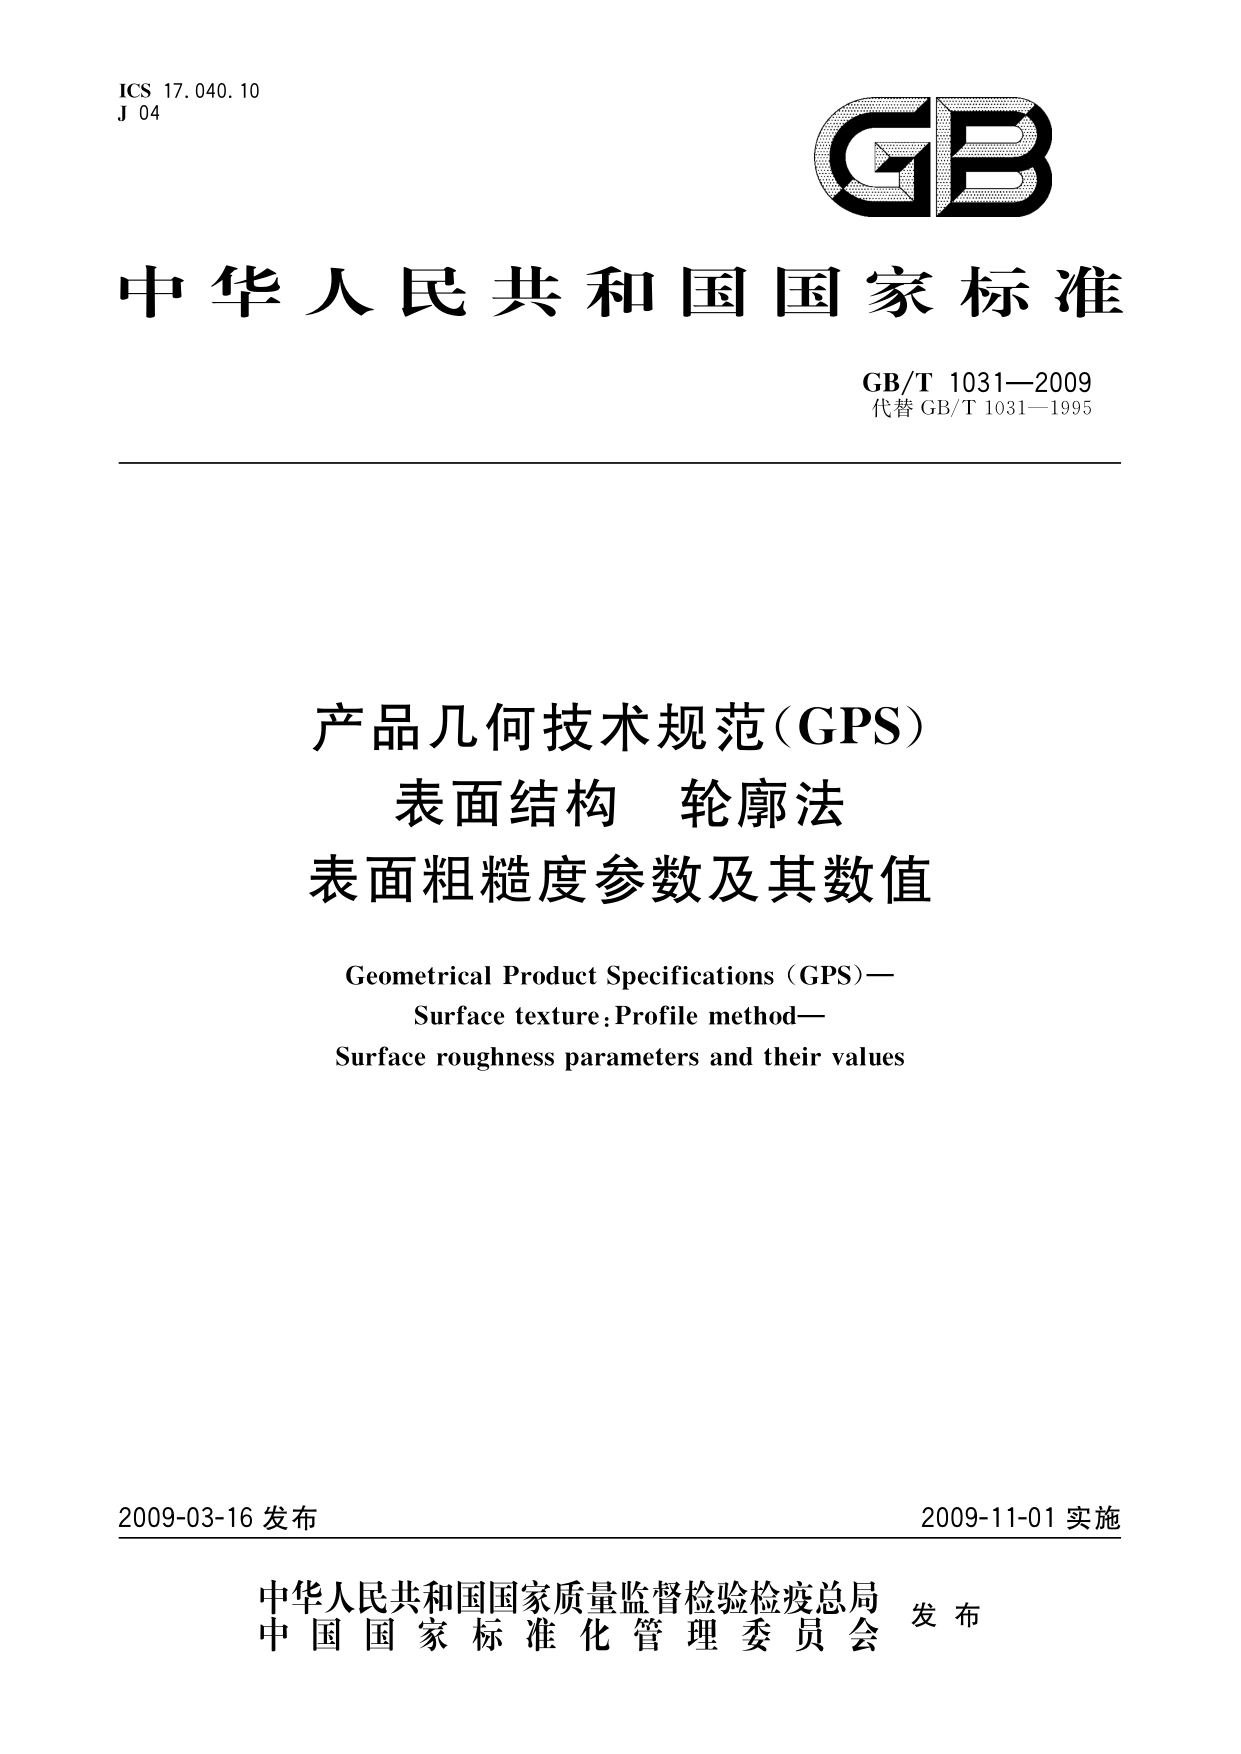 ICS 17.040.10
J 04
GB
中华人民共和国国家标准
GB/T 1031—2009
代替 GB/T 1031—1995
产品几何技术规范(GPS)
表面结构 轮廓法
表面粗糙度参数及其数值
Geometrical Product Specifications (GPS)—
Surface texture:Profile method—
Surface roughness parameters and their values
2009-03-16 发布
2009-11-01 实施
中华人民共和国国家质量监督检验检疫总局
中国国家标准化管理委员会
发布